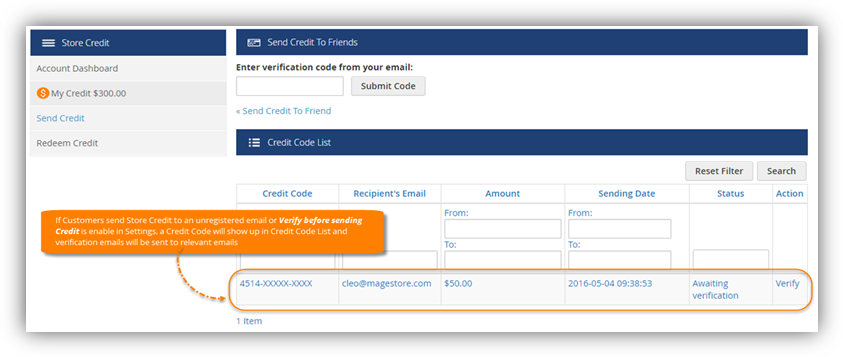 Store Credit
Account Dashboard
My Credit $300.00
Send Credit
Redeem Credit
Send Credit To Friends
Enter verification code from your email:
Submit Code
« Send Credit To Friend
Credit Code List
Reset Filter Search
Credit Code Recipient's Email Amount Sending Date Status Action
From: From:
To: To:
If Customers send Store Credit to an unregistered email or Verify before sending
Credit is enable in Settings, a Credit Code will show up in Credit Code List and
verification emails will be sent to relevant emails
4514-XXXXX-XXXX cleo@magestore.com $50.00 2016-05-04 09:38:53 Awaiting Verify
verification
1 Item